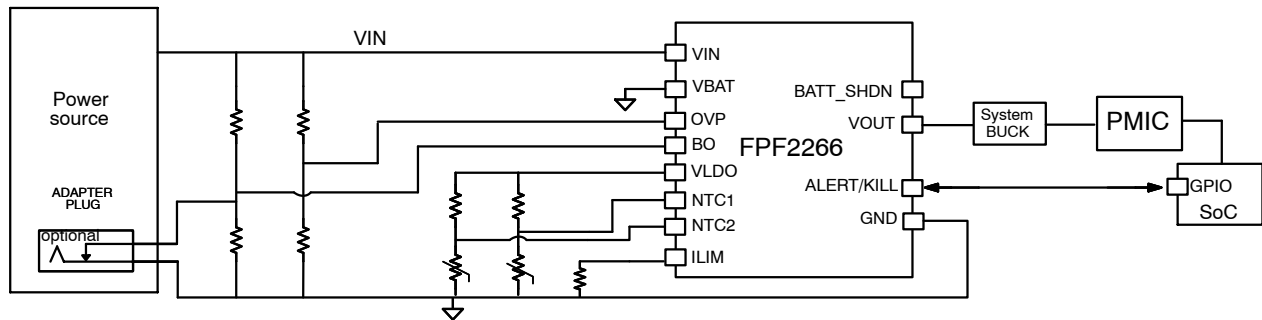 VIN
Power
source
ADAPTER
PLUG
optional
VIN
VBAT
OVP
BO
VLDO
NTC1
NTC2
ILIM
FPF2266
BATT_SHDN
VOUT
ALERT/KILL
GND
System
BUCK
PMIC
GPIO
SoC